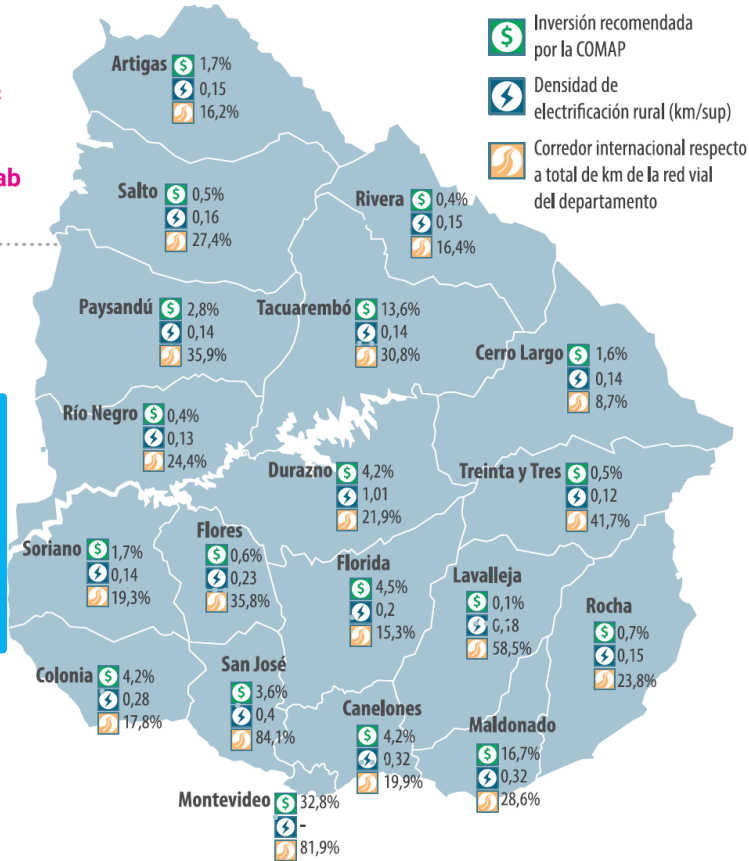 Inversión recomendada
por la COMAP
Densidad de
electrificación rural (km/sup)
Corredor internacional respecto
a total de km de la red vial
del departamento
ab
Artigas
1,7%
0,15
16,2%
Salto
0,5%
0,16
27,4%
Rivera
0,4%
0,15
16,4%
Paysandú
2,8%
0,14
35,9%
Tacuarembó
13,6%
0,14
30,8%
Cerro Largo
1,6%
0,14
8,7%
Río Negro
0,4%
0,13
24,4%
Durazno
4,2%
1,01
21,9%
Treinta y Tres
0,5%
0,12
41,7%
Soriano
1,7%
0,14
19,3%
Flores
0,6%
0,23
35,8%
Florida
4,5%
0,2
15,3%
Lavalleja
0,1%
0,18
58,5%
Rocha
0,7%
0,15
23,8%
Colonia
4,2%
0,28
17,8%
San José
3,6%
0,4
84,1%
Canelones
4,2%
0,32
19,9%
Maldonado
16,7%
0,32
28,6%
Montevideo
32,8%
-
81,9%